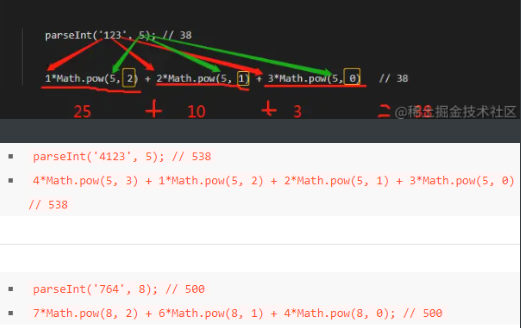 parseInt('123', 5); // 38
1*Math.pow(5, 2) + 2*Math.pow(5, 1) + 3*Math.pow(5, 0) // 38
25 + 10 + 3 = 38
@稀土掘金技术社区
parseInt('4123', 5); // 538
4*Math.pow(5, 3) + 1*Math.pow(5, 2) + 2*Math.pow(5, 1) + 3*Math.pow(5, 0)
// 538
parseInt('764', 8); // 500
7*Math.pow(8, 2) + 6*Math.pow(8, 1) + 4*Math.pow(8, 0); // 500